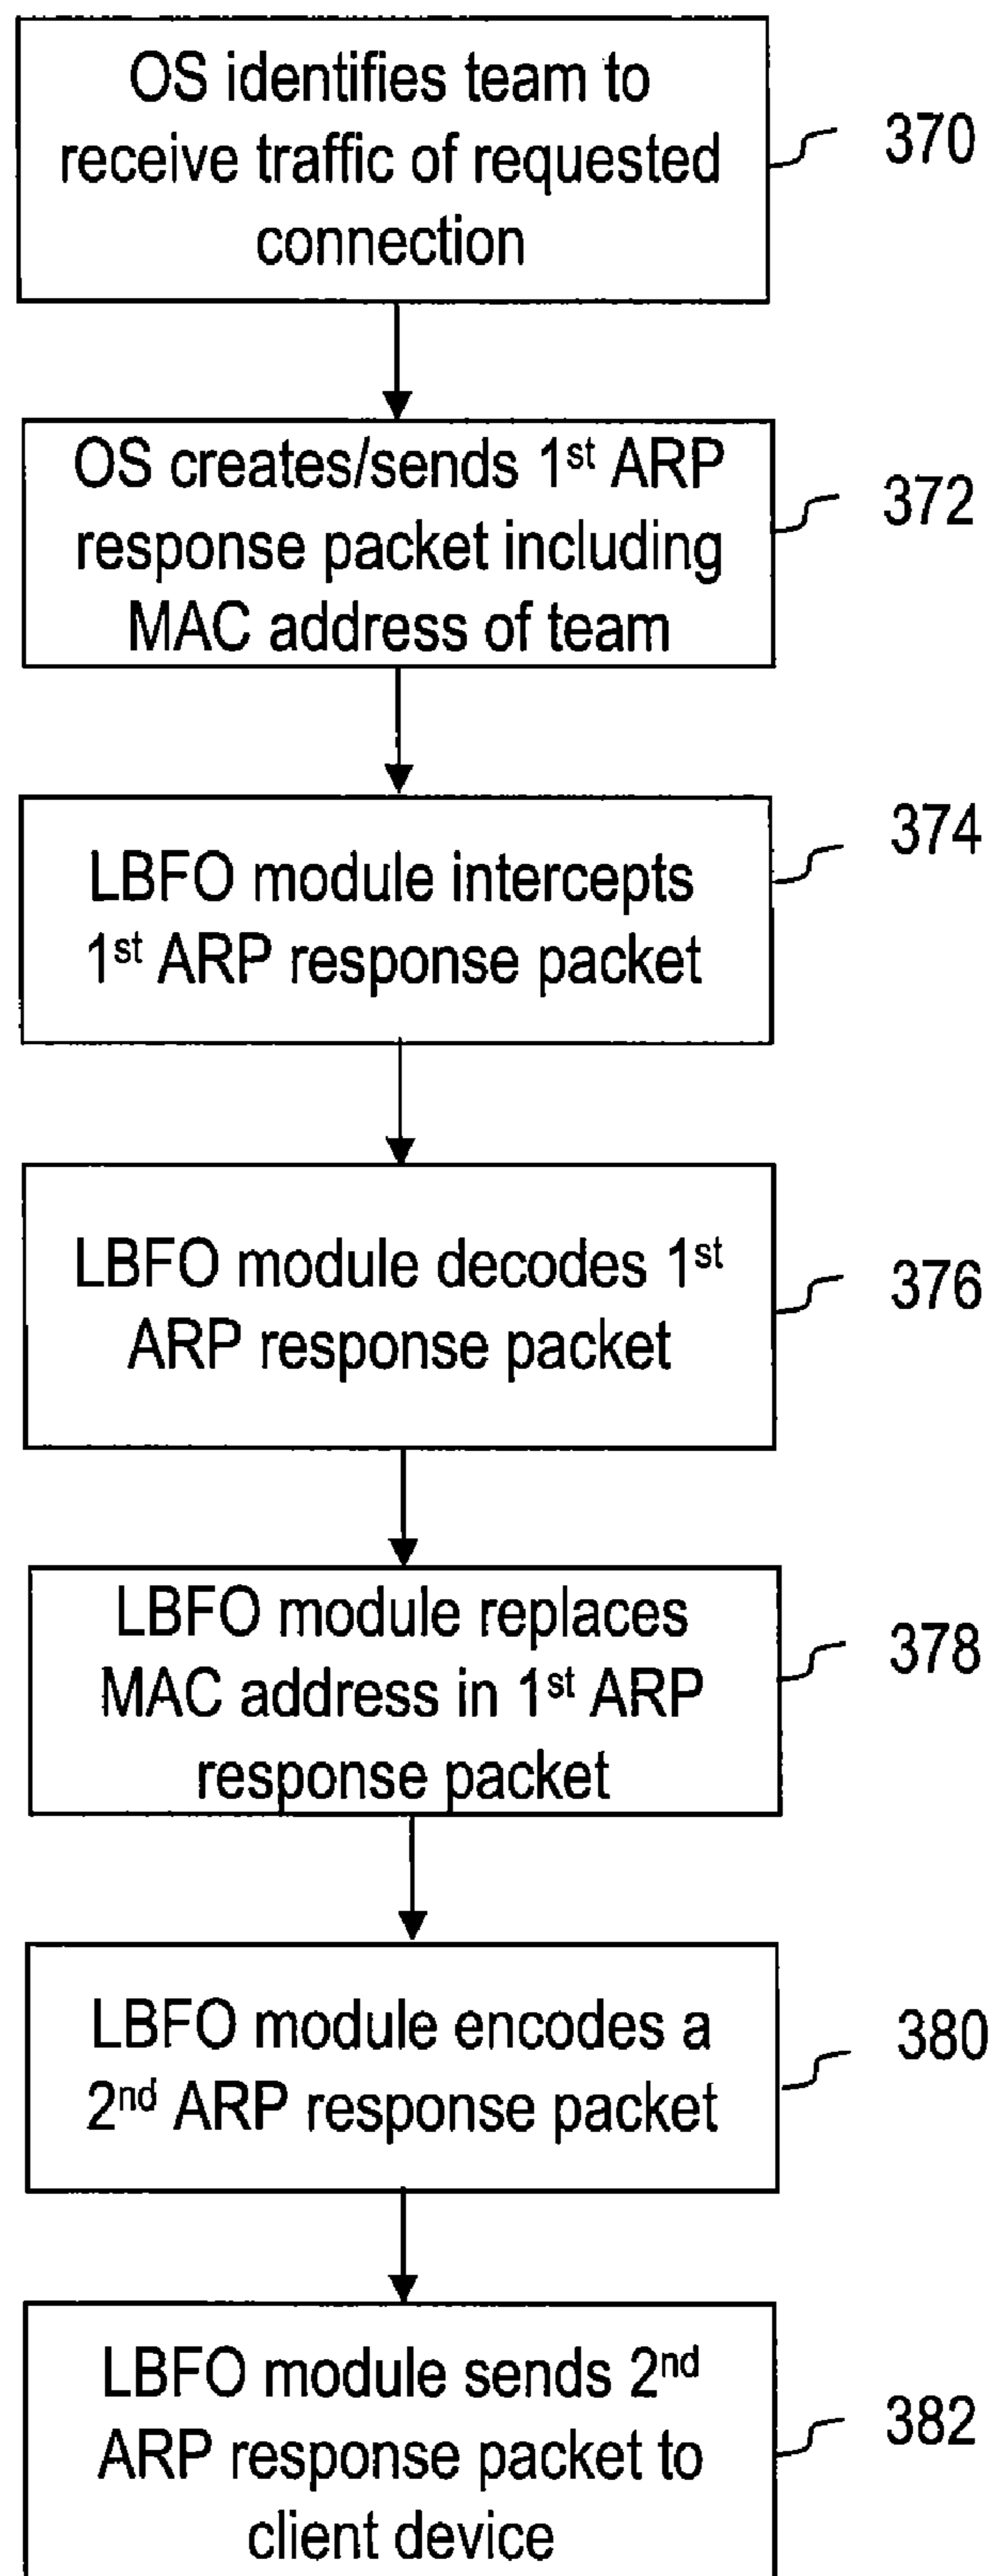 OS identifies team to
receive traffic of requested
connection
370
OS creates/sends 1st ARP
response packet including
MAC address of team
372
LBFO module intercepts
1st ARP response packet
374
LBFO module decodes 1st
ARP response packet
376
LBFO module replaces
MAC address in 1st ARP
response packet
378
LBFO module encodes a
2nd ARP response packet
380
LBFO module sends 2nd
ARP response packet to
client device
382